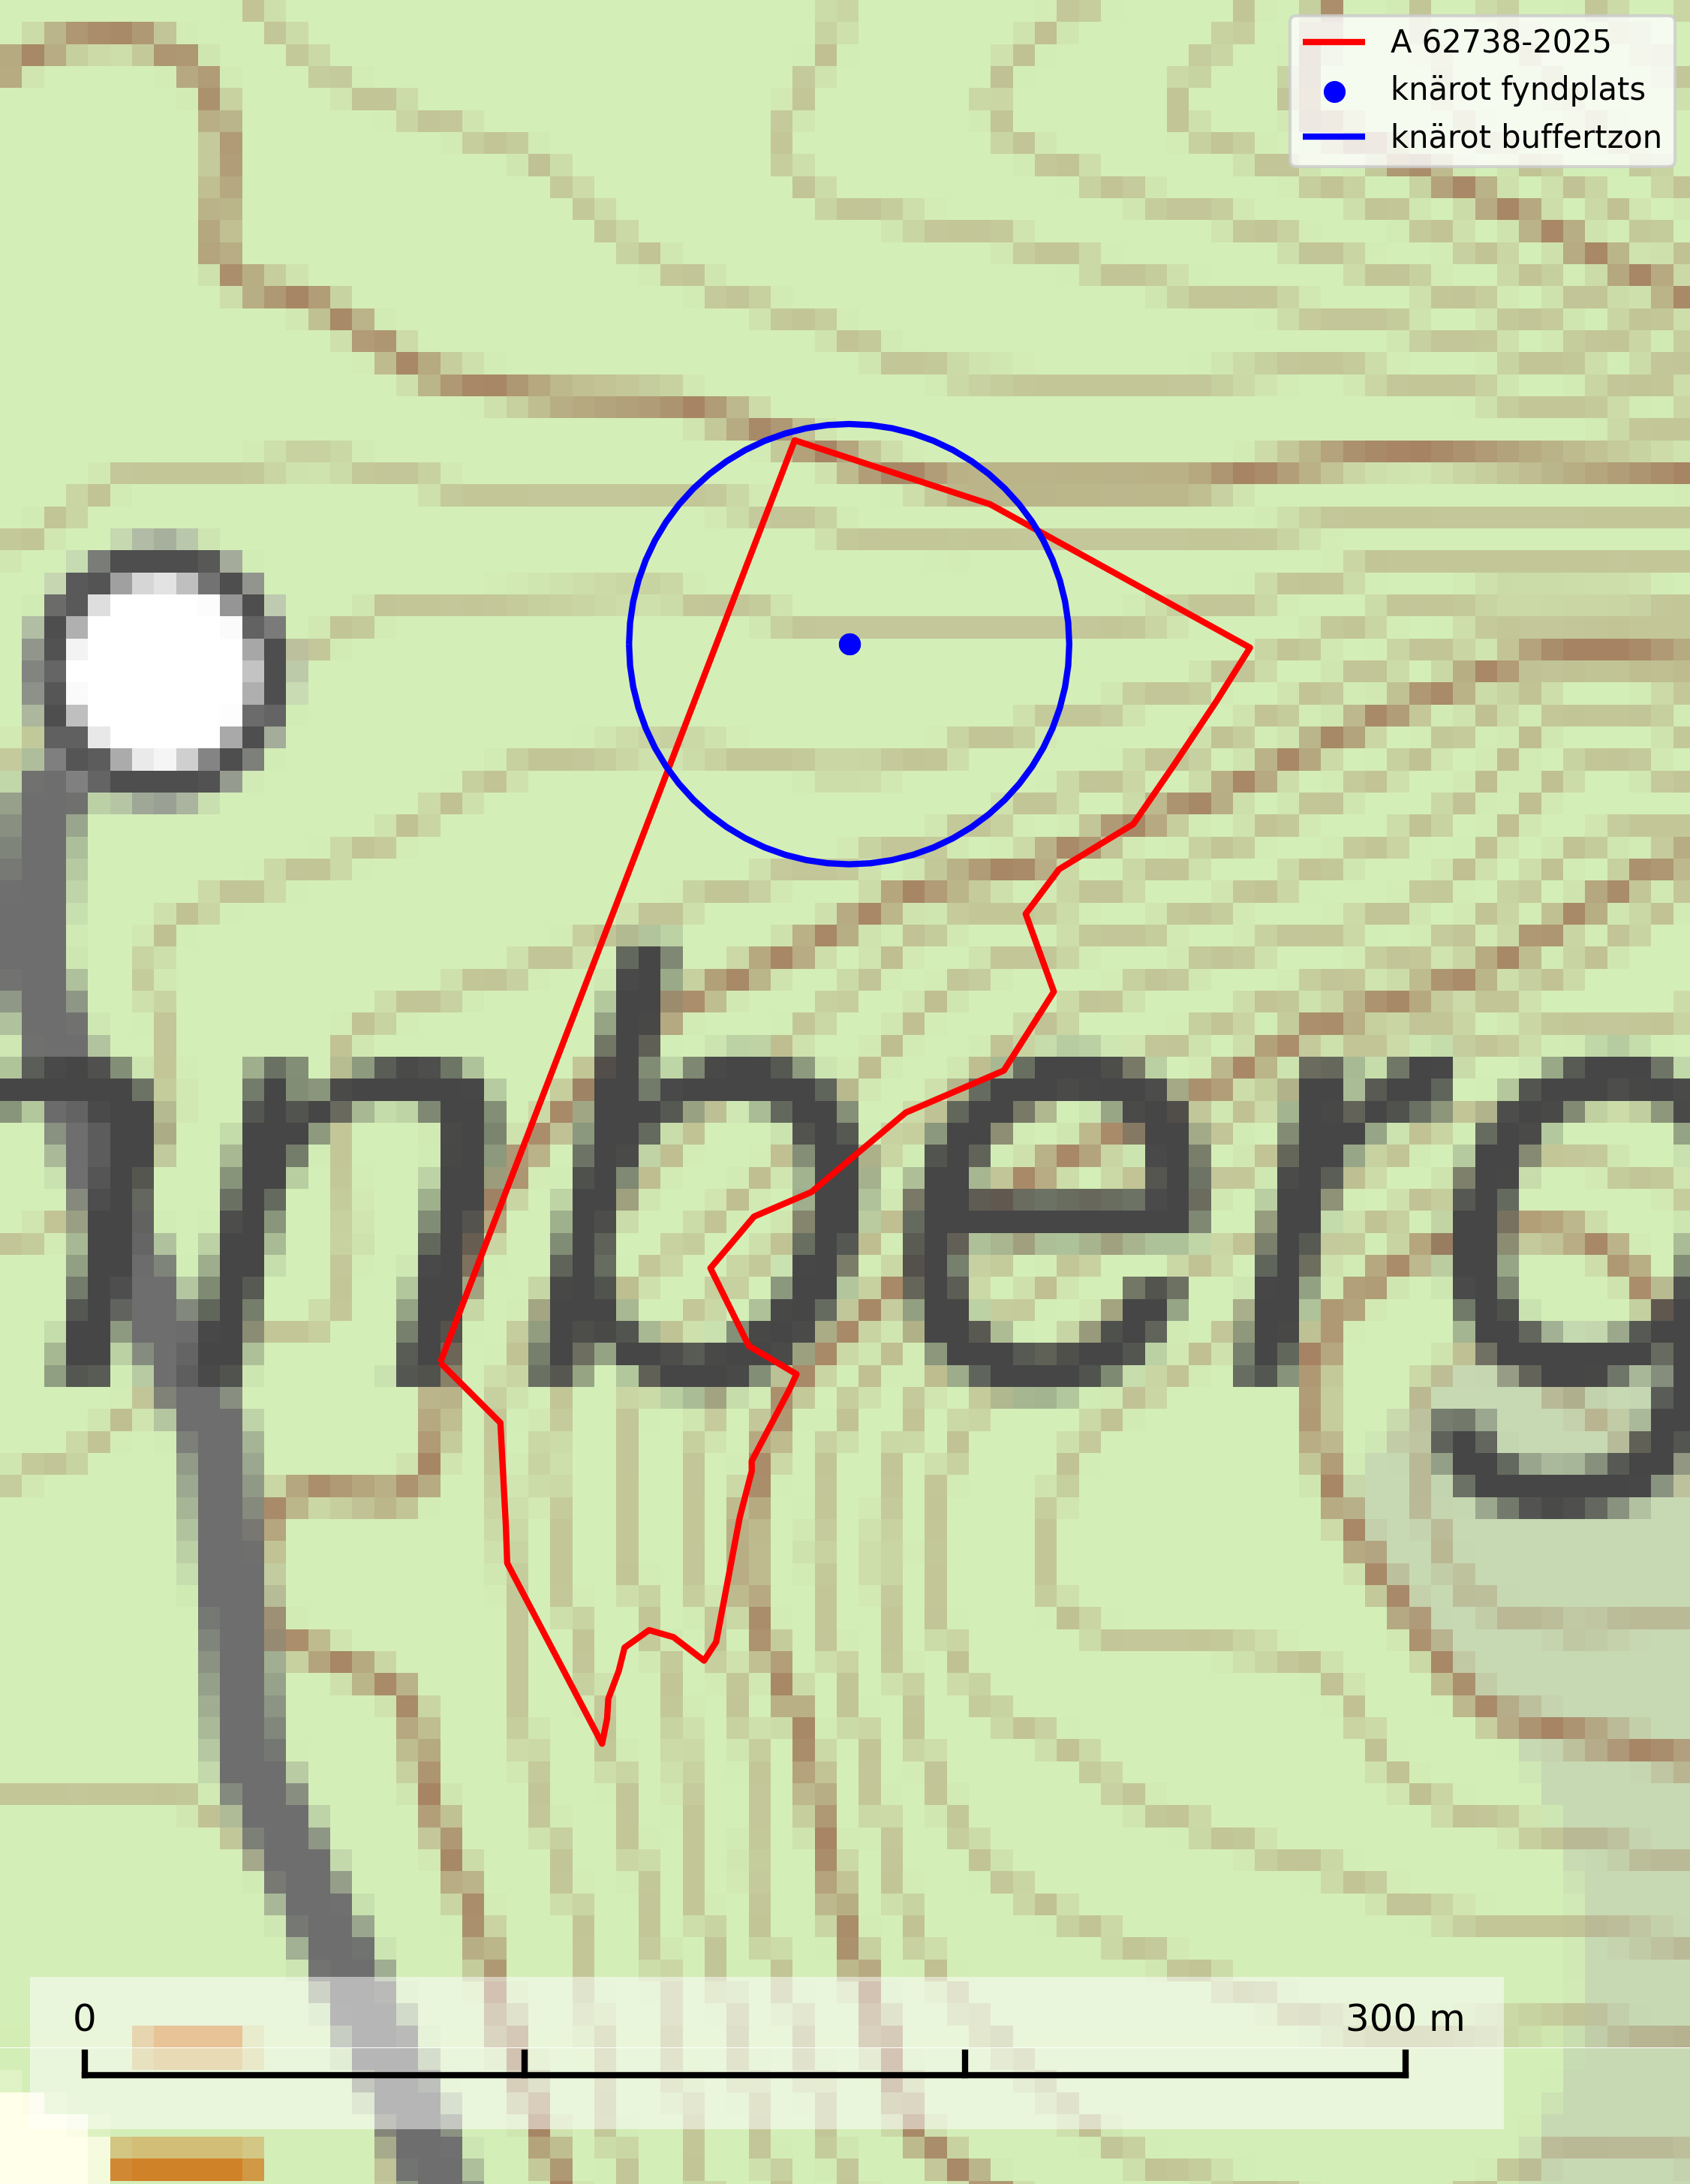 A 62738-2025
knärot fyndplats
knärot buffertzon
nberg
0 300 m